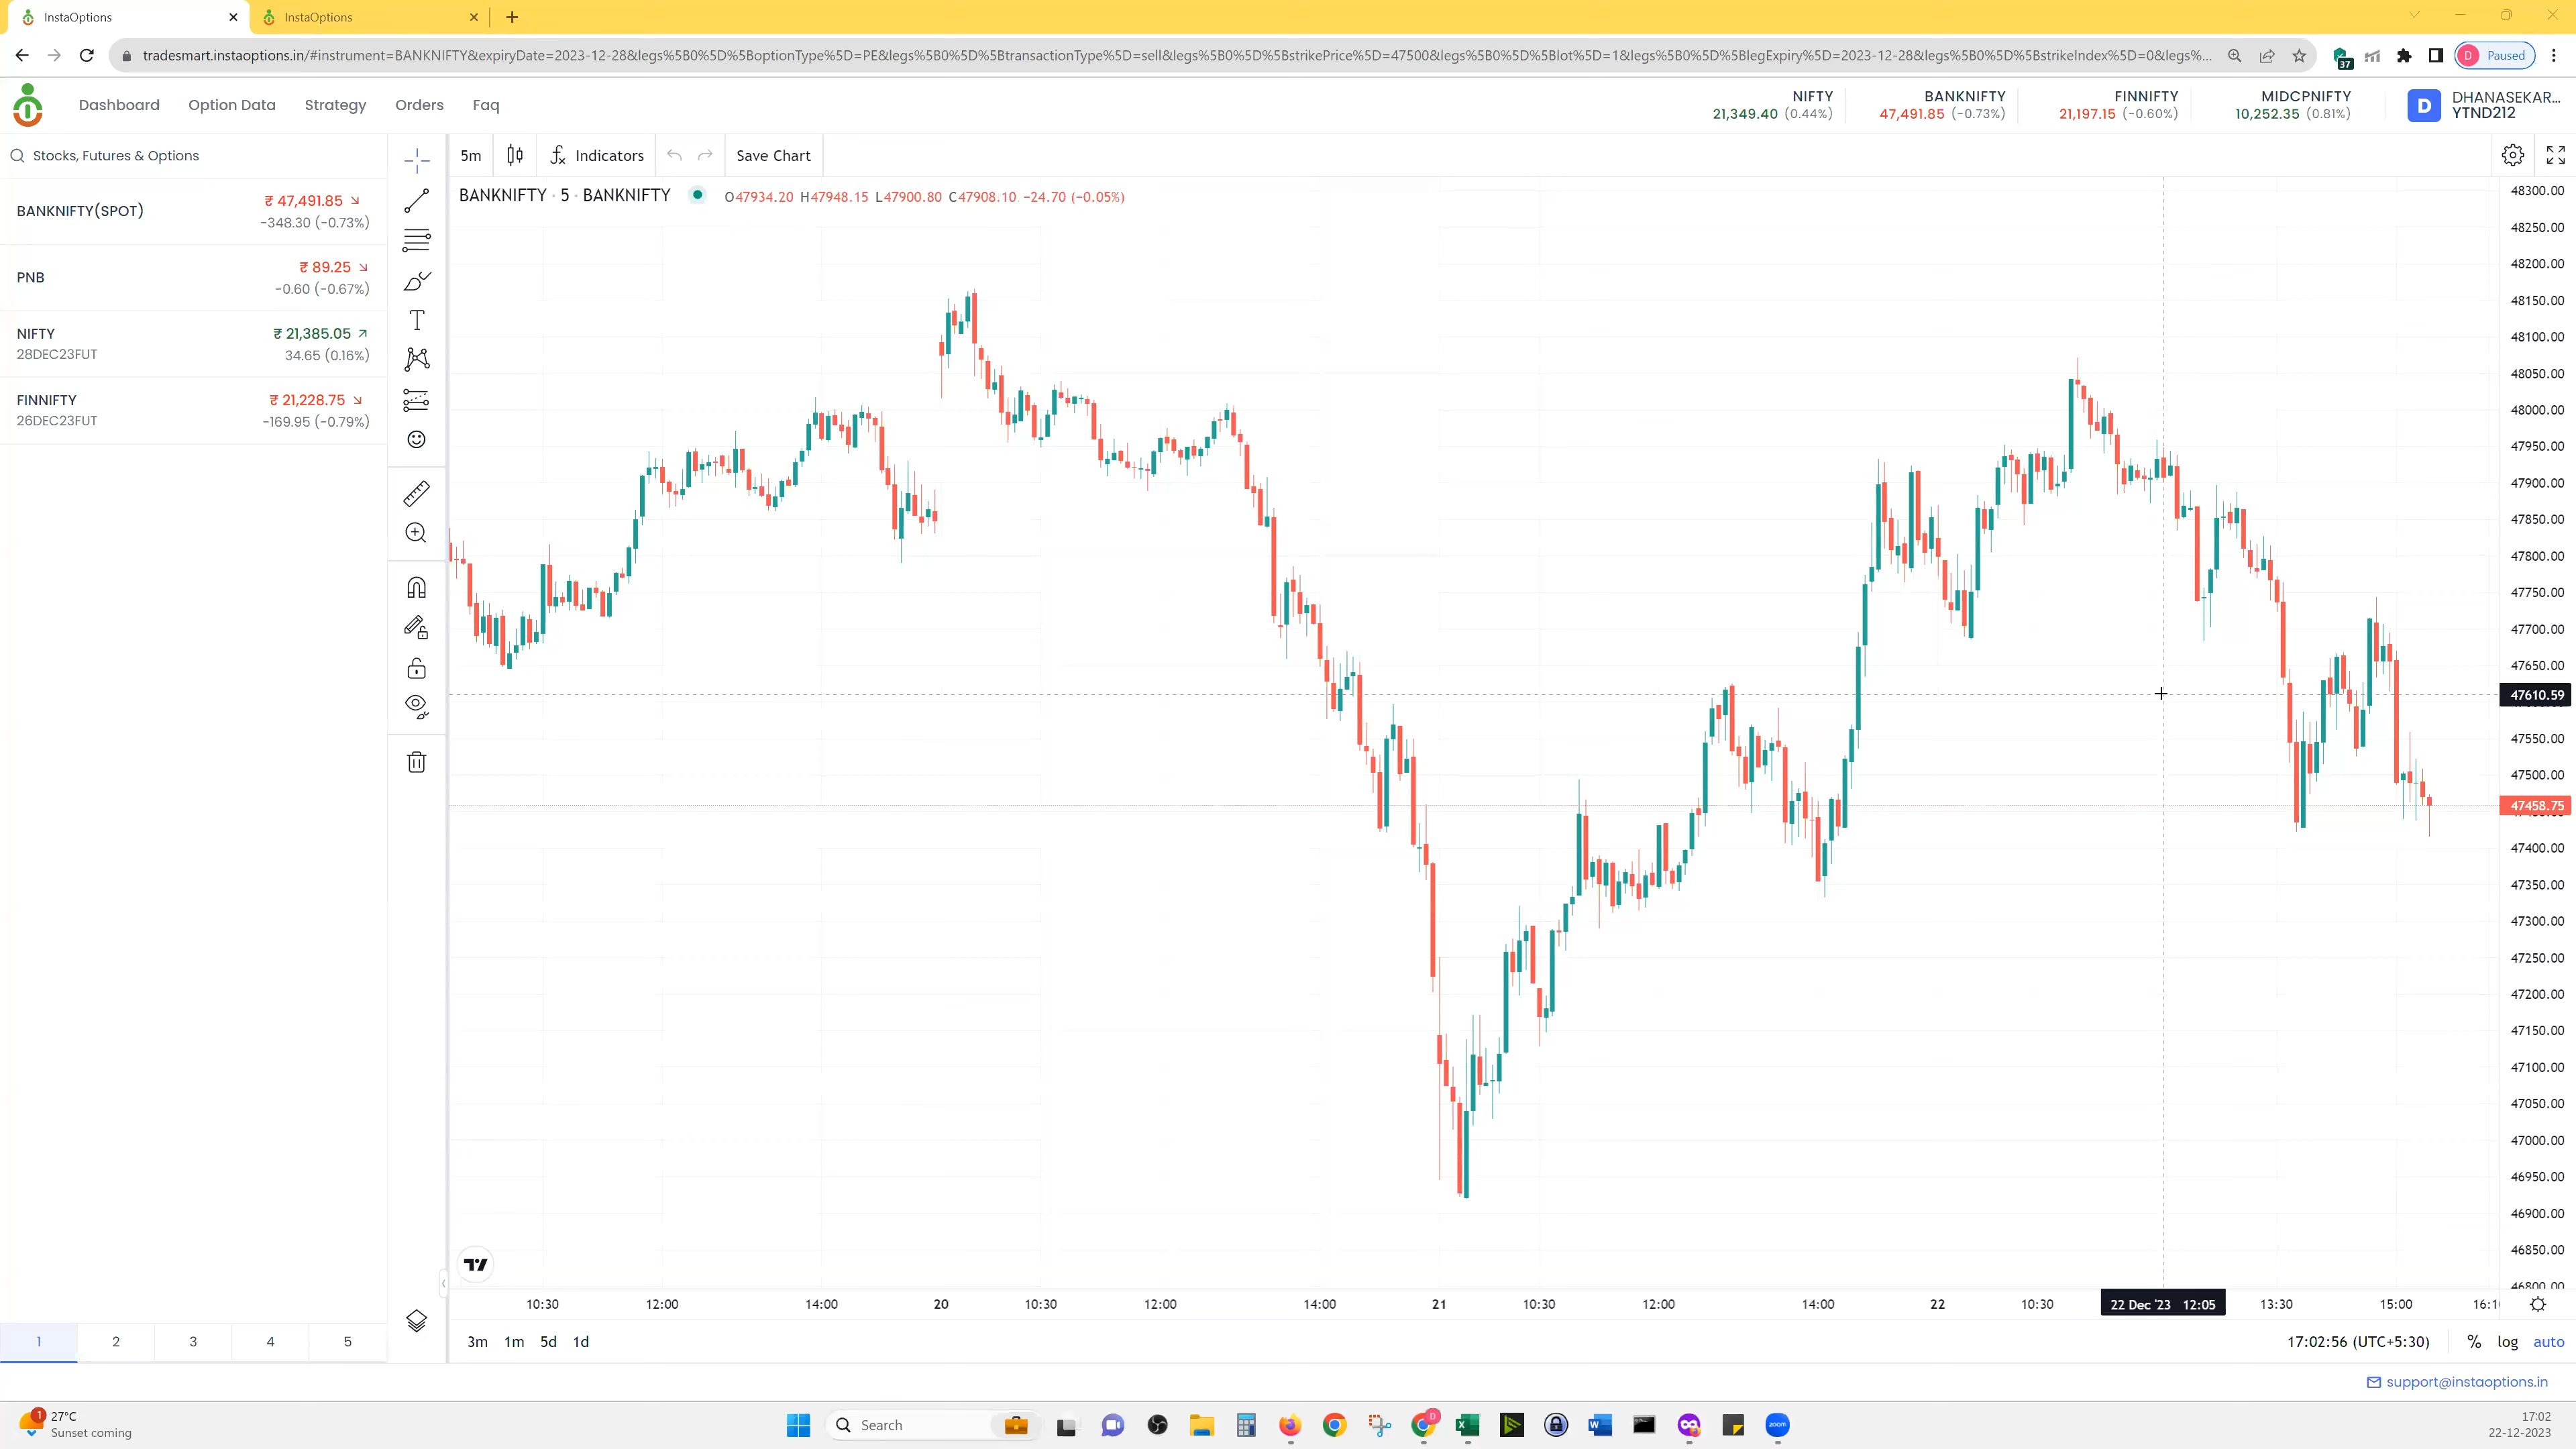 InstaOptions
InstaOptions
tradesmart.instaoptions.in/#instrument=BANKNIFTY&expiryDate=2023-12-28&legs%5B0%5D%5BoptionType%5D=PE&legs%5B0%5D%5BtransactionType%5D=sell&legs%5B0%5D%5BstrikePrice%5D=47500&legs%5B0%5D%5Blot%5D=1&legs%5B0%5D%5BlegExpiry%5D=2023-12-28&legs%5B0%5D%5BstrikeIndex%5D=0&legs%...
37
D Paused
Dashboard Option Data Strategy Orders Faq
NIFTY
21,349.40 (0.44%)
BANKNIFTY
47,491.85 (-0.73%)
FINNIFTY
21,197.15 (-0.60%)
MIDCPNIFTY
10,252.35 (0.81%)
D
DHANASEKAR...
YTND212
Stocks, Futures & Options
BANKNIFTY(SPOT)
₹ 47,491.85
-348.30 (-0.73%)
PNB
₹ 89.25
-0.60 (-0.67%)
NIFTY
28DEC23FUT
₹ 21,385.05
34.65 (0.16%)
FINNIFTY
26DEC23FUT
₹ 21,228.75
-169.95 (-0.79%)
5m Indicators Save Chart
BANKNIFTY · 5 · BANKNIFTY O47934.20 H47948.15 L47900.80 C47908.10 -24.70 (-0.05%)
48300.00
48250.00
48200.00
48150.00
48100.00
48050.00
48000.00
47950.00
47900.00
47850.00
47800.00
47750.00
47700.00
47650.00
47610.59
47550.00
47500.00
47458.75
47400.00
47350.00
47300.00
47250.00
47200.00
47150.00
47100.00
47050.00
47000.00
46950.00
46900.00
46850.00
46800.00
10:30 12:00 14:00 20 10:30 12:00 14:00 21 10:30 12:00 14:00 22 10:30 22 Dec '23 12:05 13:30 15:00
3m 1m 5d 1d
17:02:56 (UTC+5:30) % log auto
1 2 3 4 5
support@instaoptions.in
1
27°C
Sunset coming
Search
D
zoom
17:02
22-12-2023